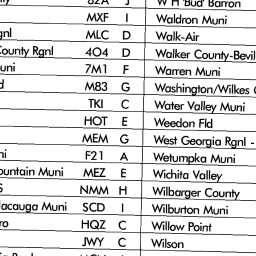 82A J W H 'Bud' Barron
MXF I Waldron Muni
MLC D Walk-Air
County Rgnl 4O4 D Walker County-Bevil
uni 7M1 F Warren Muni
M83 G Washington/Wilkes
TKI C Water Valley Muni
HOT E Weedon Fld
MEM G West Georgia Rgnl -
ni F21 A Wetumpka Muni
ountain Muni MEZ E Wichita Valley
S NMM H Wilbarger County
lacauga Muni SCD I Wilburton Muni
ro HQZ C Willow Point
JWY C Wilson